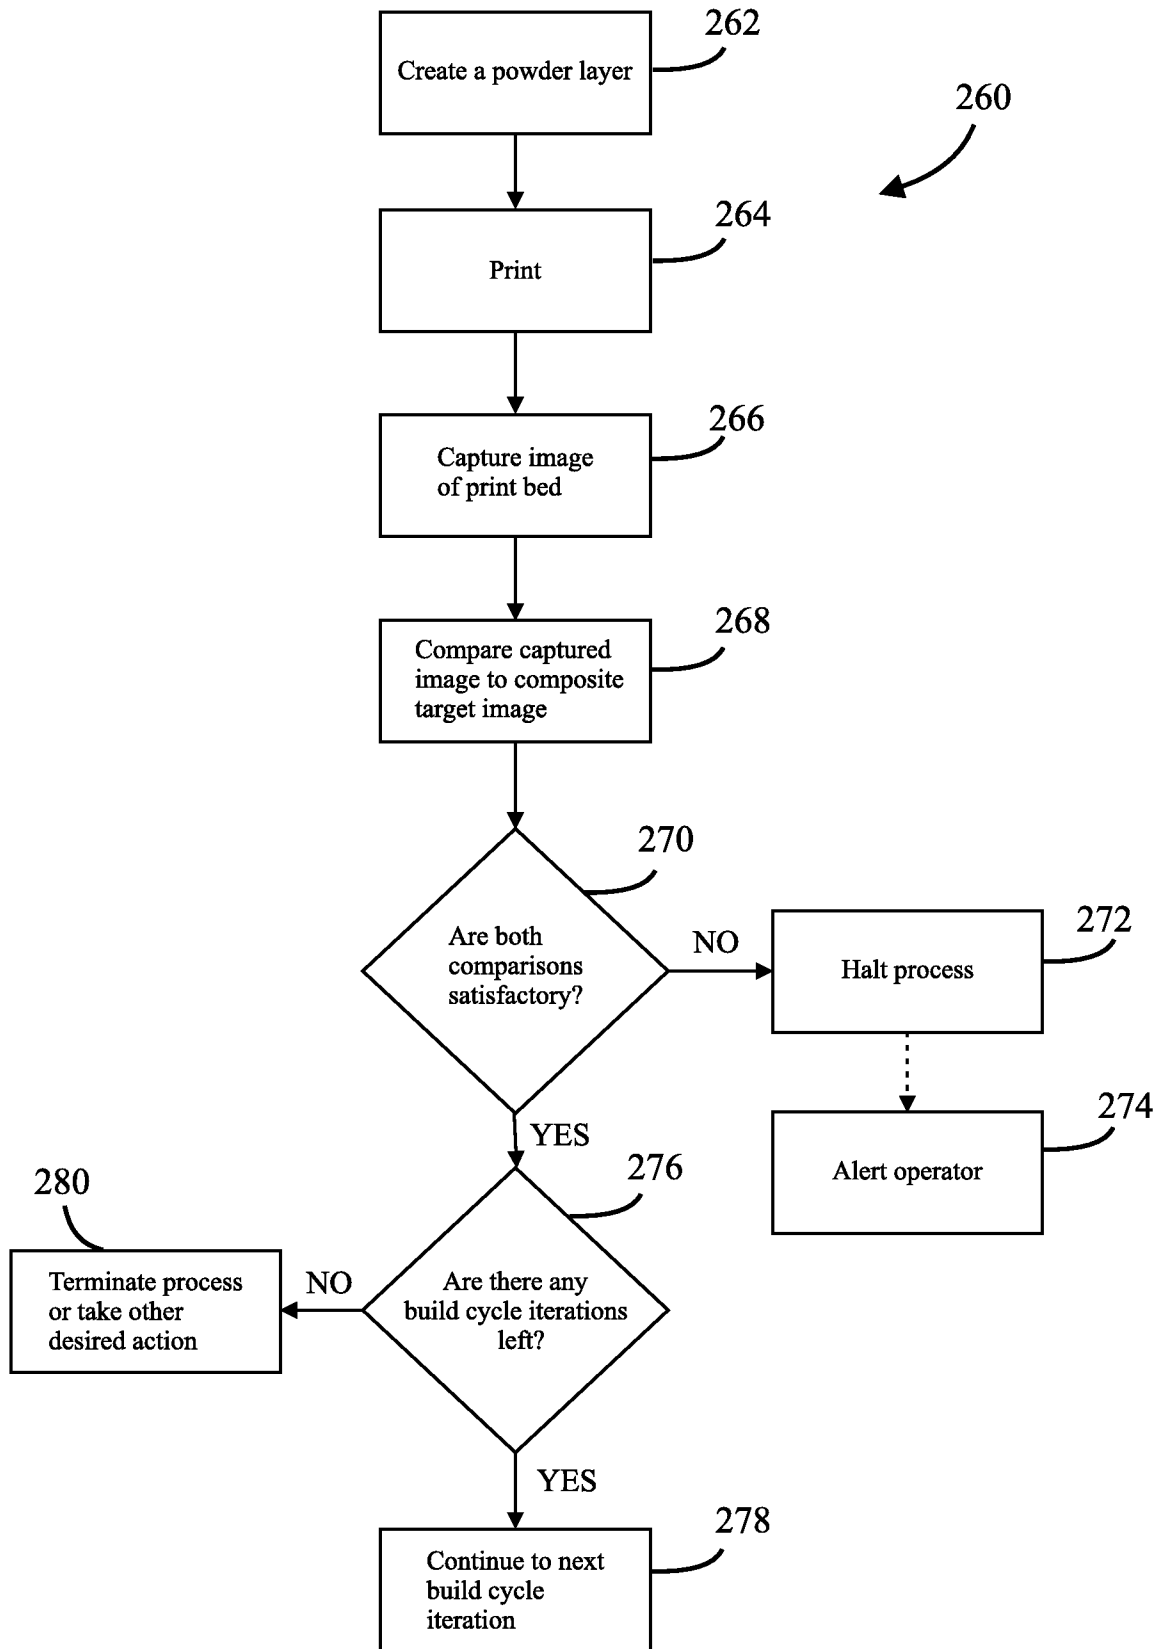 262
Create a powder layer
260
264
Print
266
Capture image
of print bed
268
Compare captured
image to composite
target image
270
Are both
comparisons
satisfactory?
NO
272
Halt process
274
Alert operator
YES
276
Are there any
build cycle iterations
left?
NO
280
Terminate process
or take other
desired action
YES
278
Continue to next
build cycle
iteration